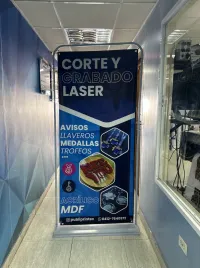 CORTE Y
GRABADO
LASER
AVISOS
LLAVEROS
MEDALLAS
TROFEOS
ACRÍLICO
MDF